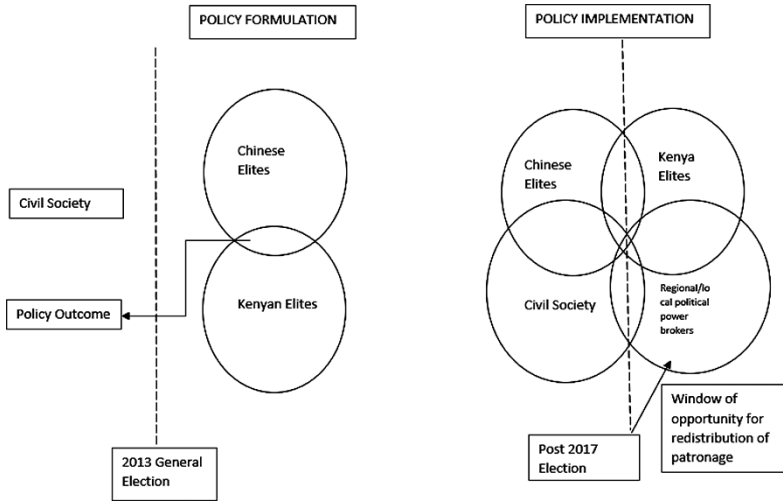 POLICY FORMULATION
Chinese
Elites
Civil Society
Kenyan Elites
Policy Outcome
2013 General
Election
POLICY IMPLEMENTATION
Chinese
Elites
Kenya
Elites
Civil Society
Regional/lo
cal political
power
brokers
Window of
opportunity for
redistribution of
patronage
Post 2017
Election